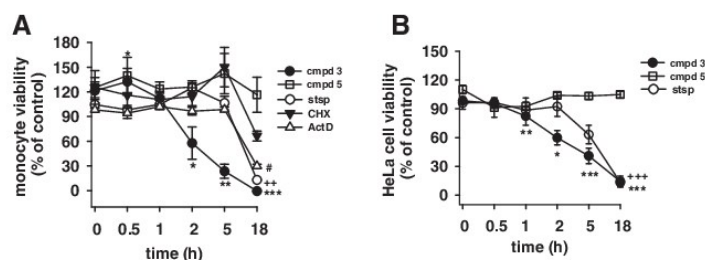 A
monocyte viability
(% of control)
180
150
120
90
60
30
0
*
*
**
#
++
***
cmpd 3
cmpd 5
stsp
CHX
ActD
0 0.5 1 2 5 18
time (h)
B
HeLa cell viability
(% of control)
150
120
90
60
30
0
**
*
***
+++
***
cmpd 3
cmpd 5
stsp
0 0.5 1 2 5 18
time (h)